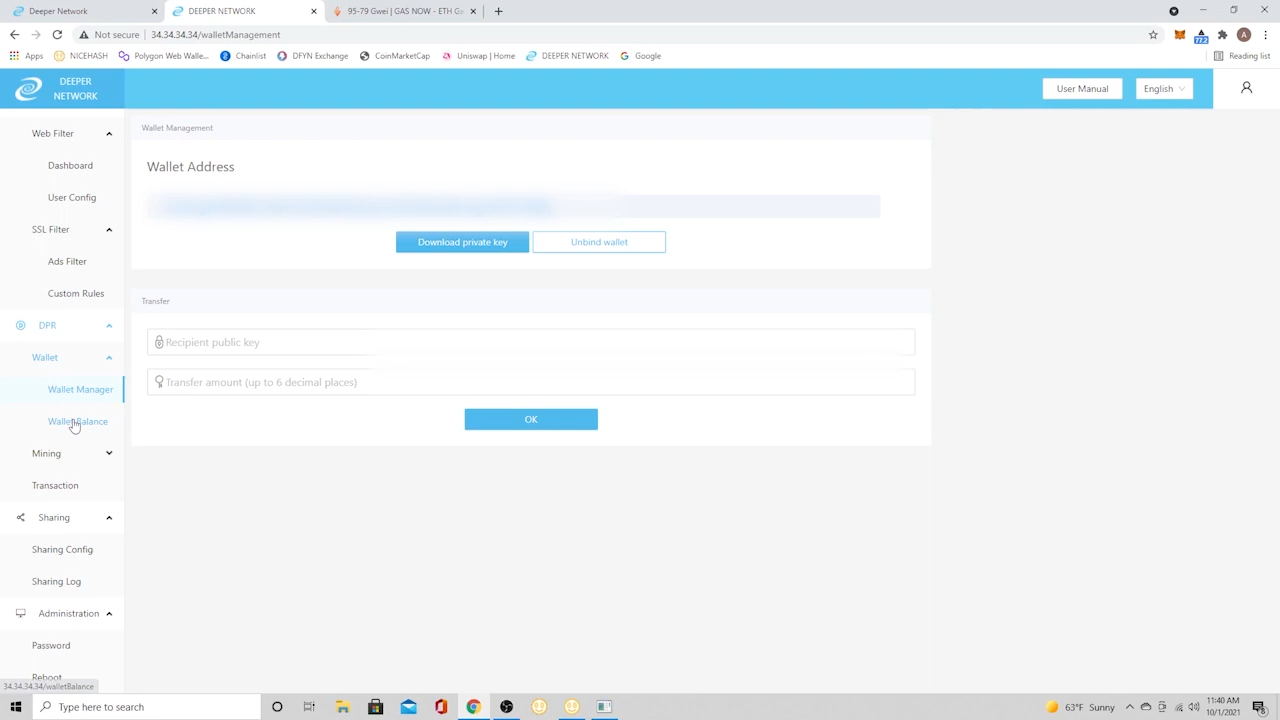 Deeper Network
DEEPER NETWORK
95-79 Gwei | GAS NOW - ETH Ga
Not secure
34.34.34.34/walletManagement
A
77.2
Apps
NICEHASH
Polygon Web Walle...
Chainlist
DFYN Exchange
CoinMarketCap
Uniswap | Home
DEEPER NETWORK
Google
Reading list
DEEPER
NETWORK
User Manual
English
Web Filter
Dashboard
User Config
SSL Filter
Ads Filter
Custom Rules
DPR
Wallet
Wallet Manager
Wallet Balance
Mining
Transaction
Sharing
Sharing Config
Sharing Log
Administration
Password
Reboot
34.34.34.34/walletBalance
Wallet Management
Wallet Address
Download private key
Unbind wallet
Transfer
Recipient public key
Transfer amount (up to 6 decimal places)
OK
Type here to search
63°F Sunny
11:40 AM
10/1/2021